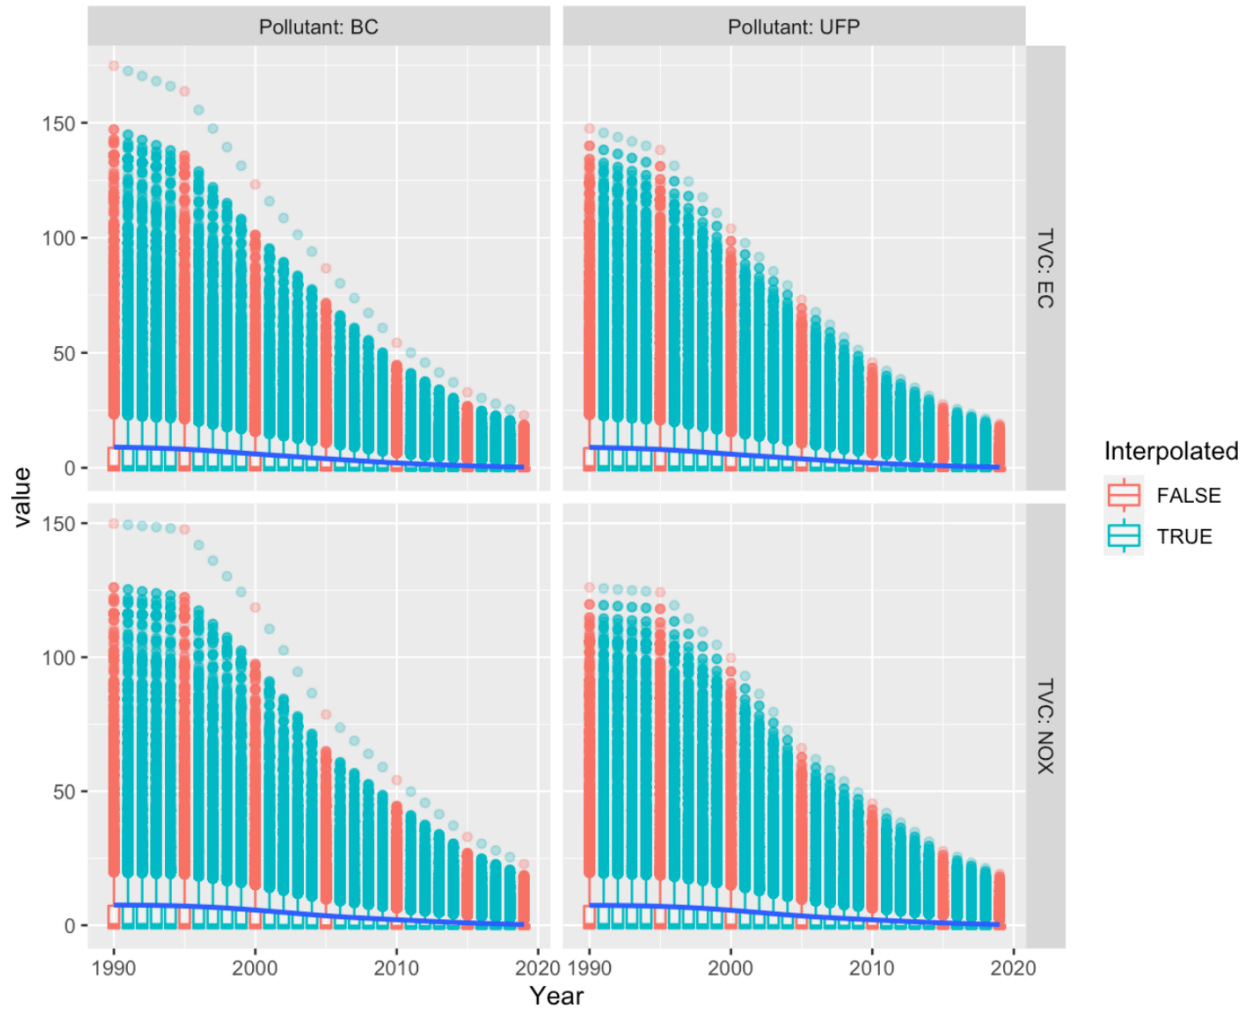 Pollutant: BC
Pollutant: UFP
150
100
50
0
TVC: EC
150
100
50
0
TVC: NOX
value
1990
2000
2010
2020
1990
2000
2010
2020
Year
Interpolated
FALSE
TRUE